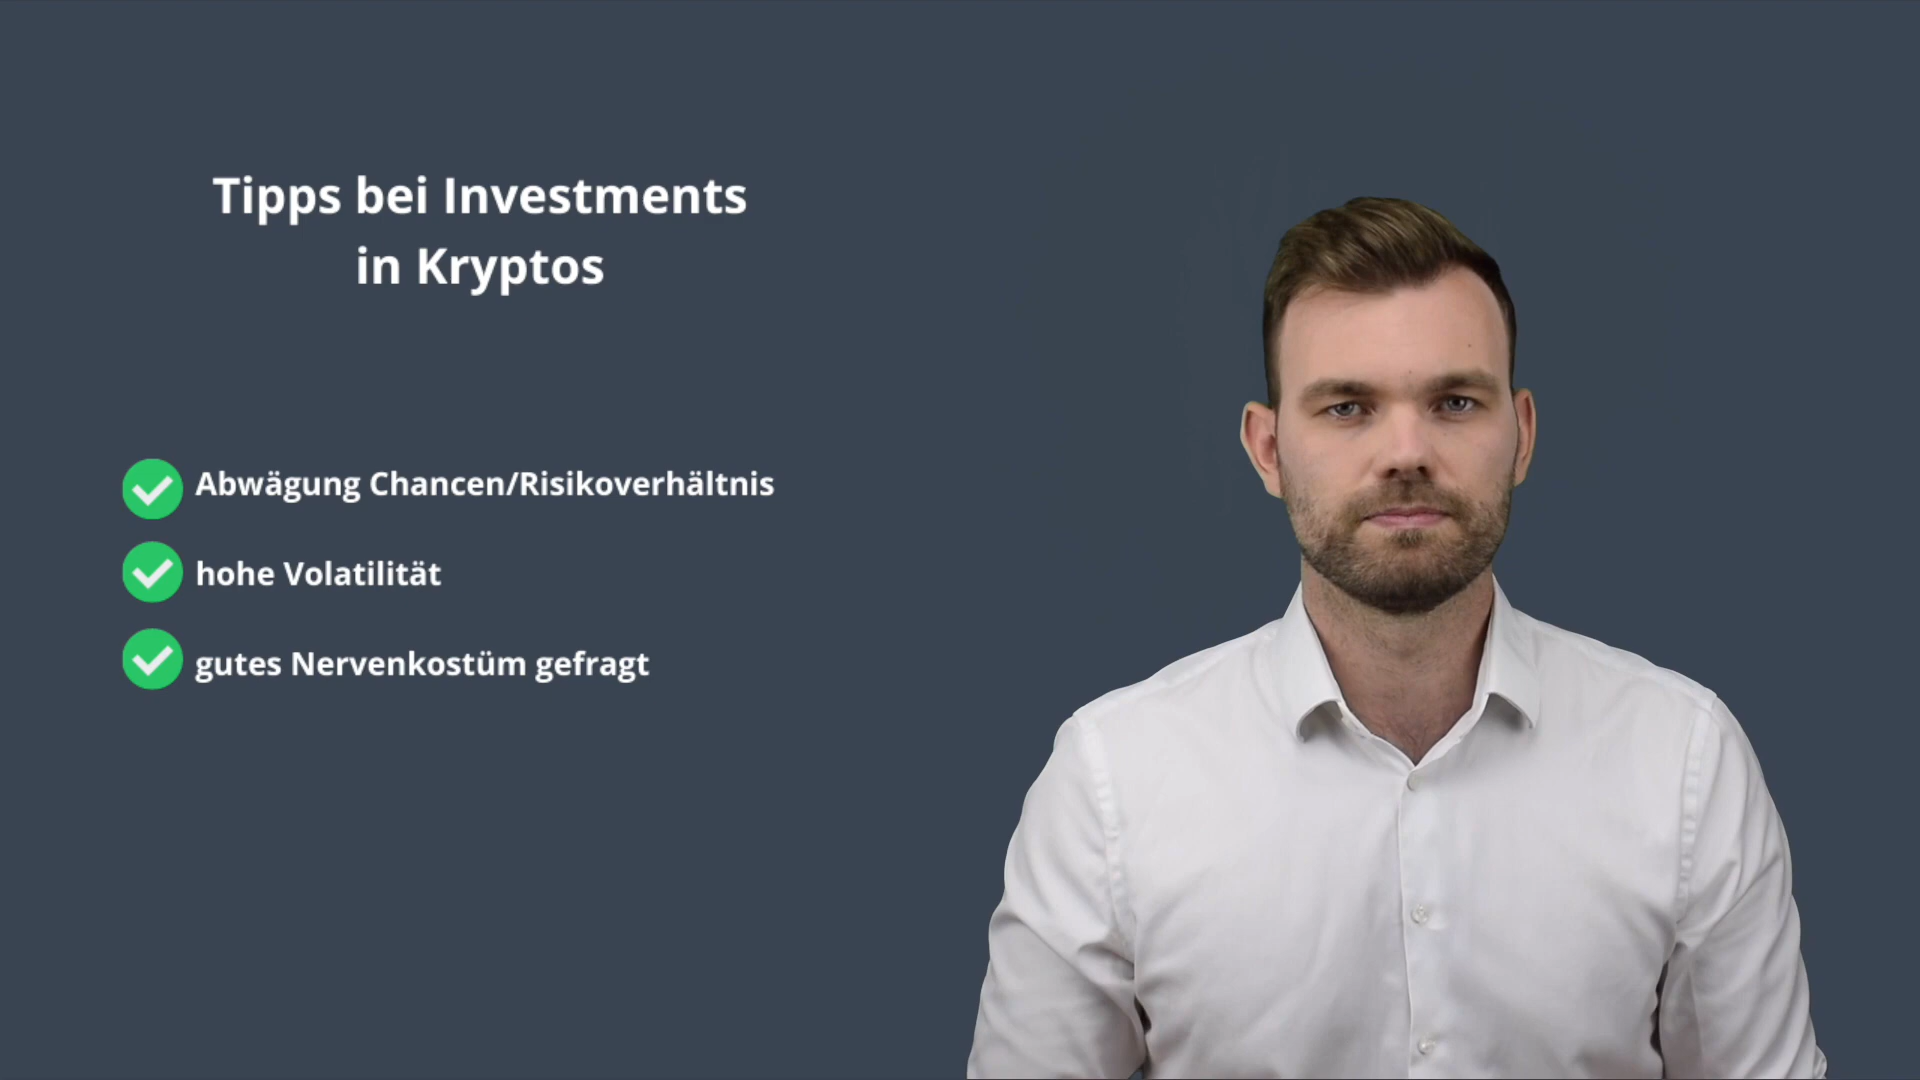 Tipps bei Investments
in Kryptos
Abwägung Chancen/Risikoverhältnis
hohe Volatilität
gutes Nervenkostüm gefragt